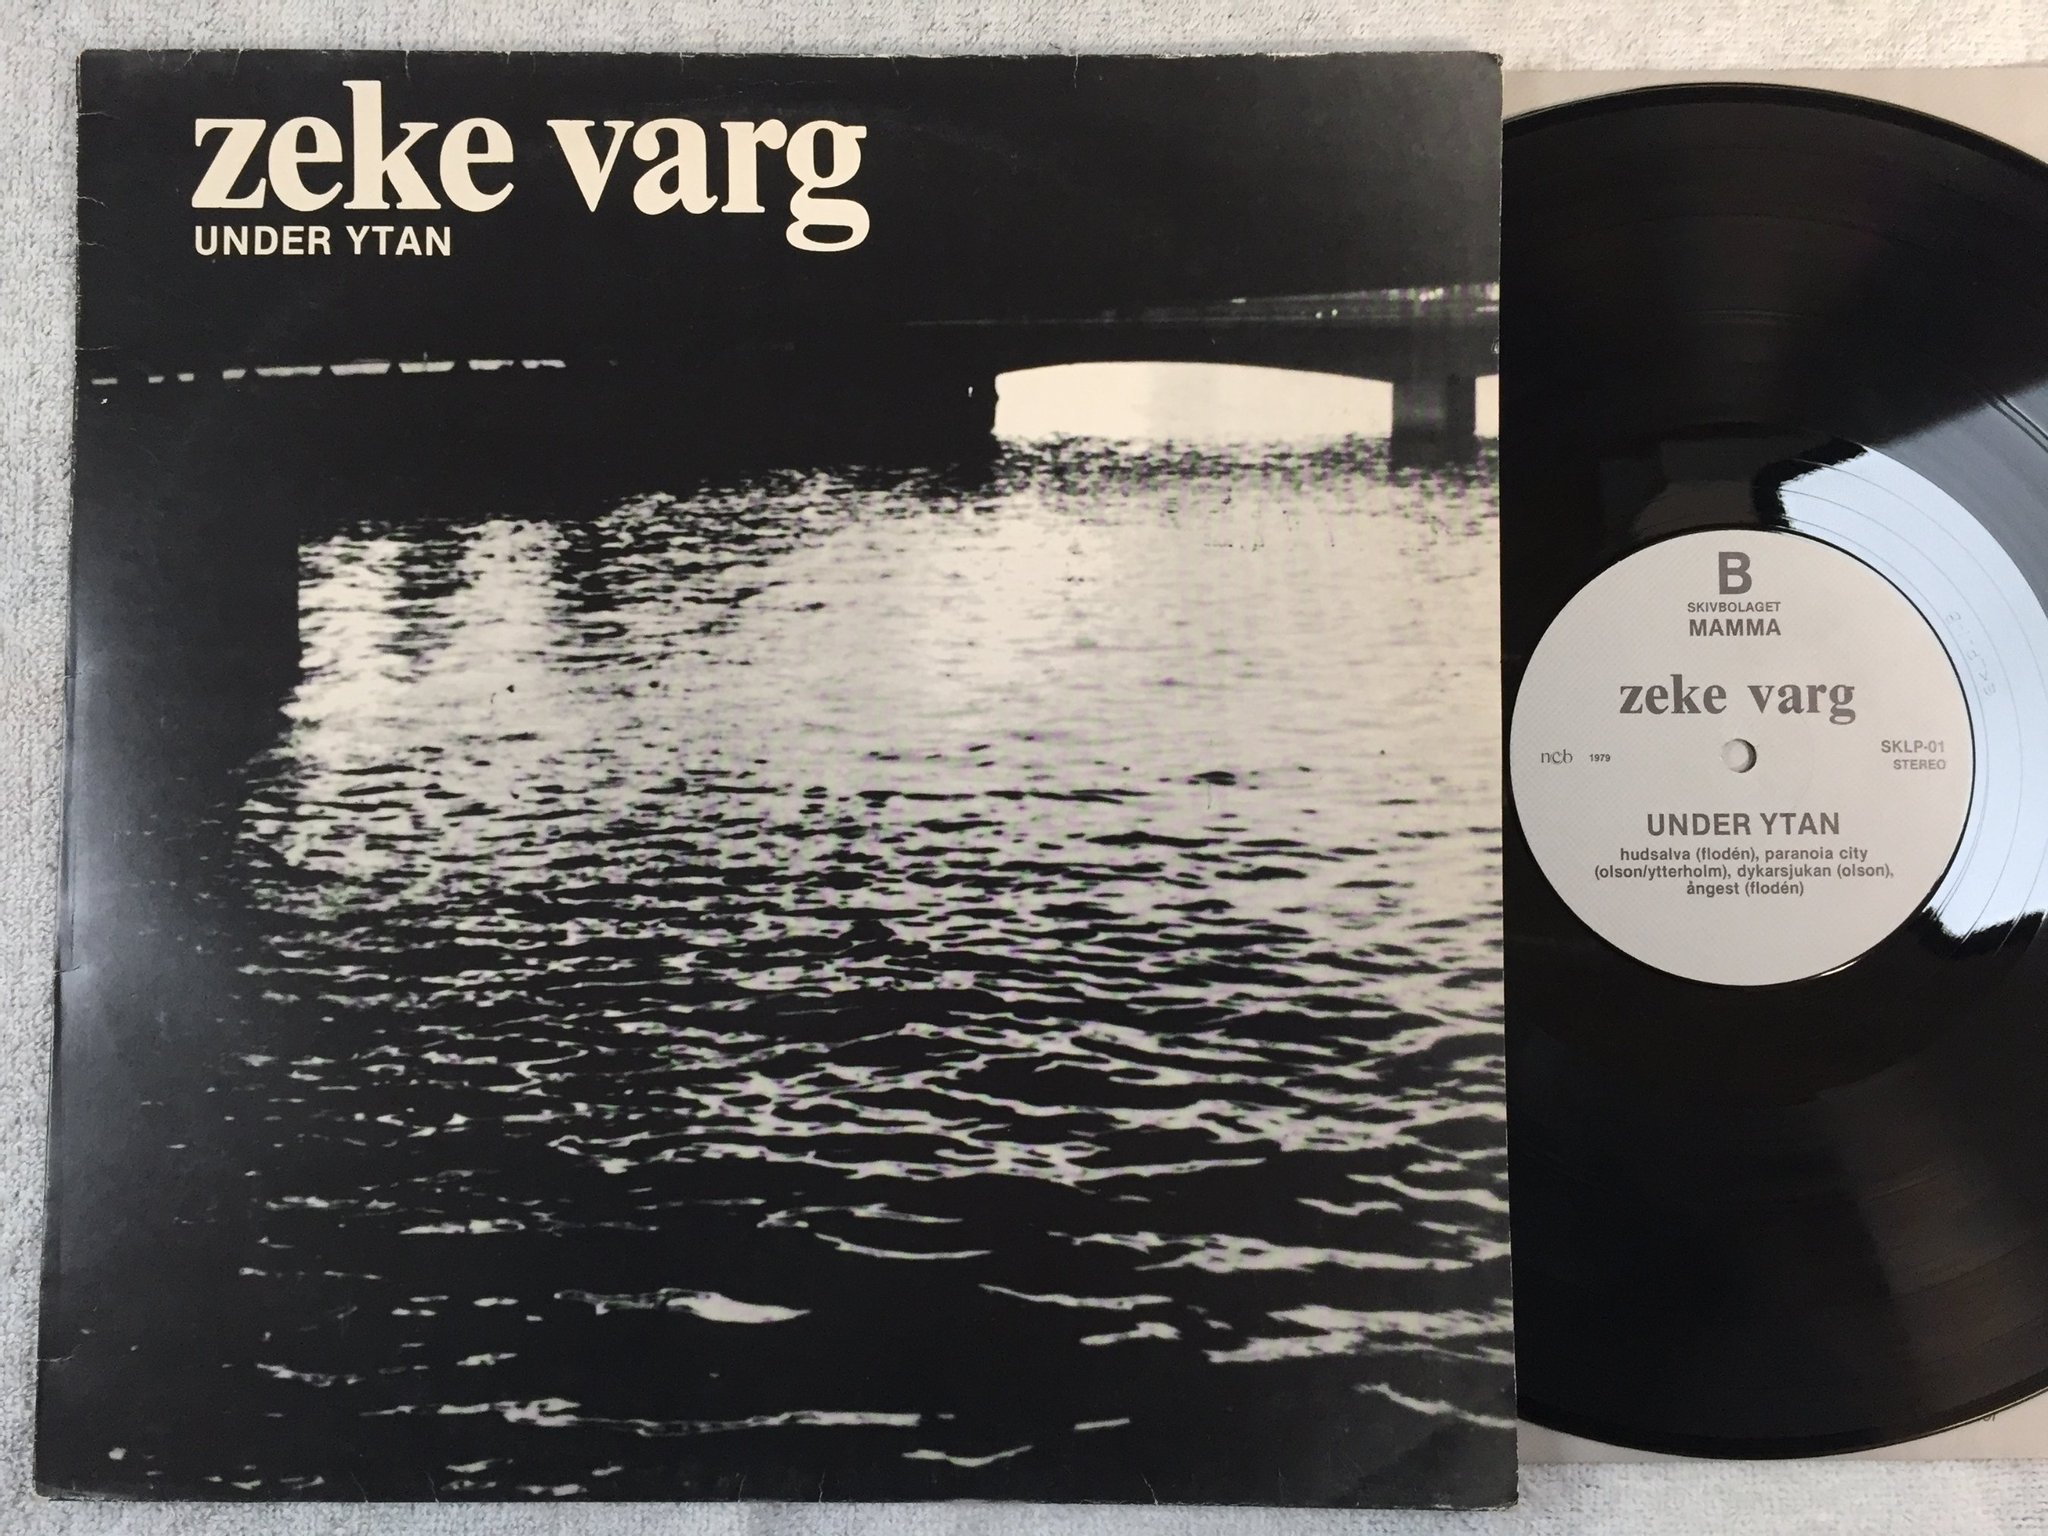 zeke varg
UNDER YTAN
B
SKIVBOLAGET
MAMMA
zeke varg
ncb 1979
SKLP-01
STEREO
UNDER YTAN
hudsalva (flodén), paranoia city
(olson/ytterholm), dykarsjukan (olson),
ångest (flodén)